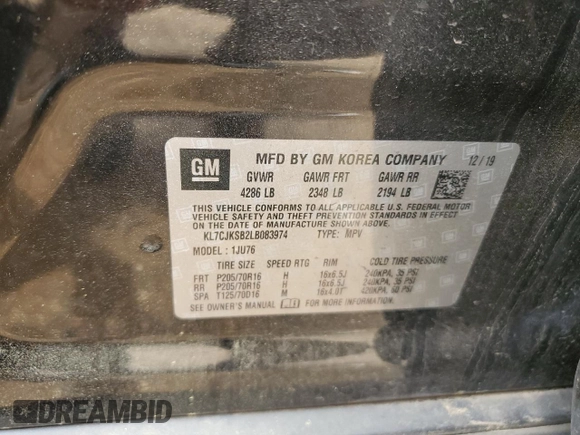 GM
MFD BY GM KOREA COMPANY 12/19
GVWR GAWR FRT GAWR RR
4286 LB 2348 LB 2194 LB
THIS VEHICLE CONFORMS TO ALL APPLICABLE U.S. FEDERAL MOTOR
VEHICLE SAFETY AND THEFT PREVENTION STANDARDS IN EFFECT
ON THE DATE OF MANUFACTURE SHOWN ABOVE.
KL7CJKSB2LB083974 TYPE: MPV
MODEL: 1JU76
TIRE SIZE SPEED RTG RIM COLD TIRE PRESSURE
FRT P205/70R16 H 16x6.5J 240KPA, 35 PSI
RR P205/70R16 H 16x6.5J 240KPA, 35 PSI
SPA T125/70D16 M 16x4.0T 420KPA, 60 PSI
SEE OWNER'S MANUAL FOR MORE INFORMATION.
DREAMBID